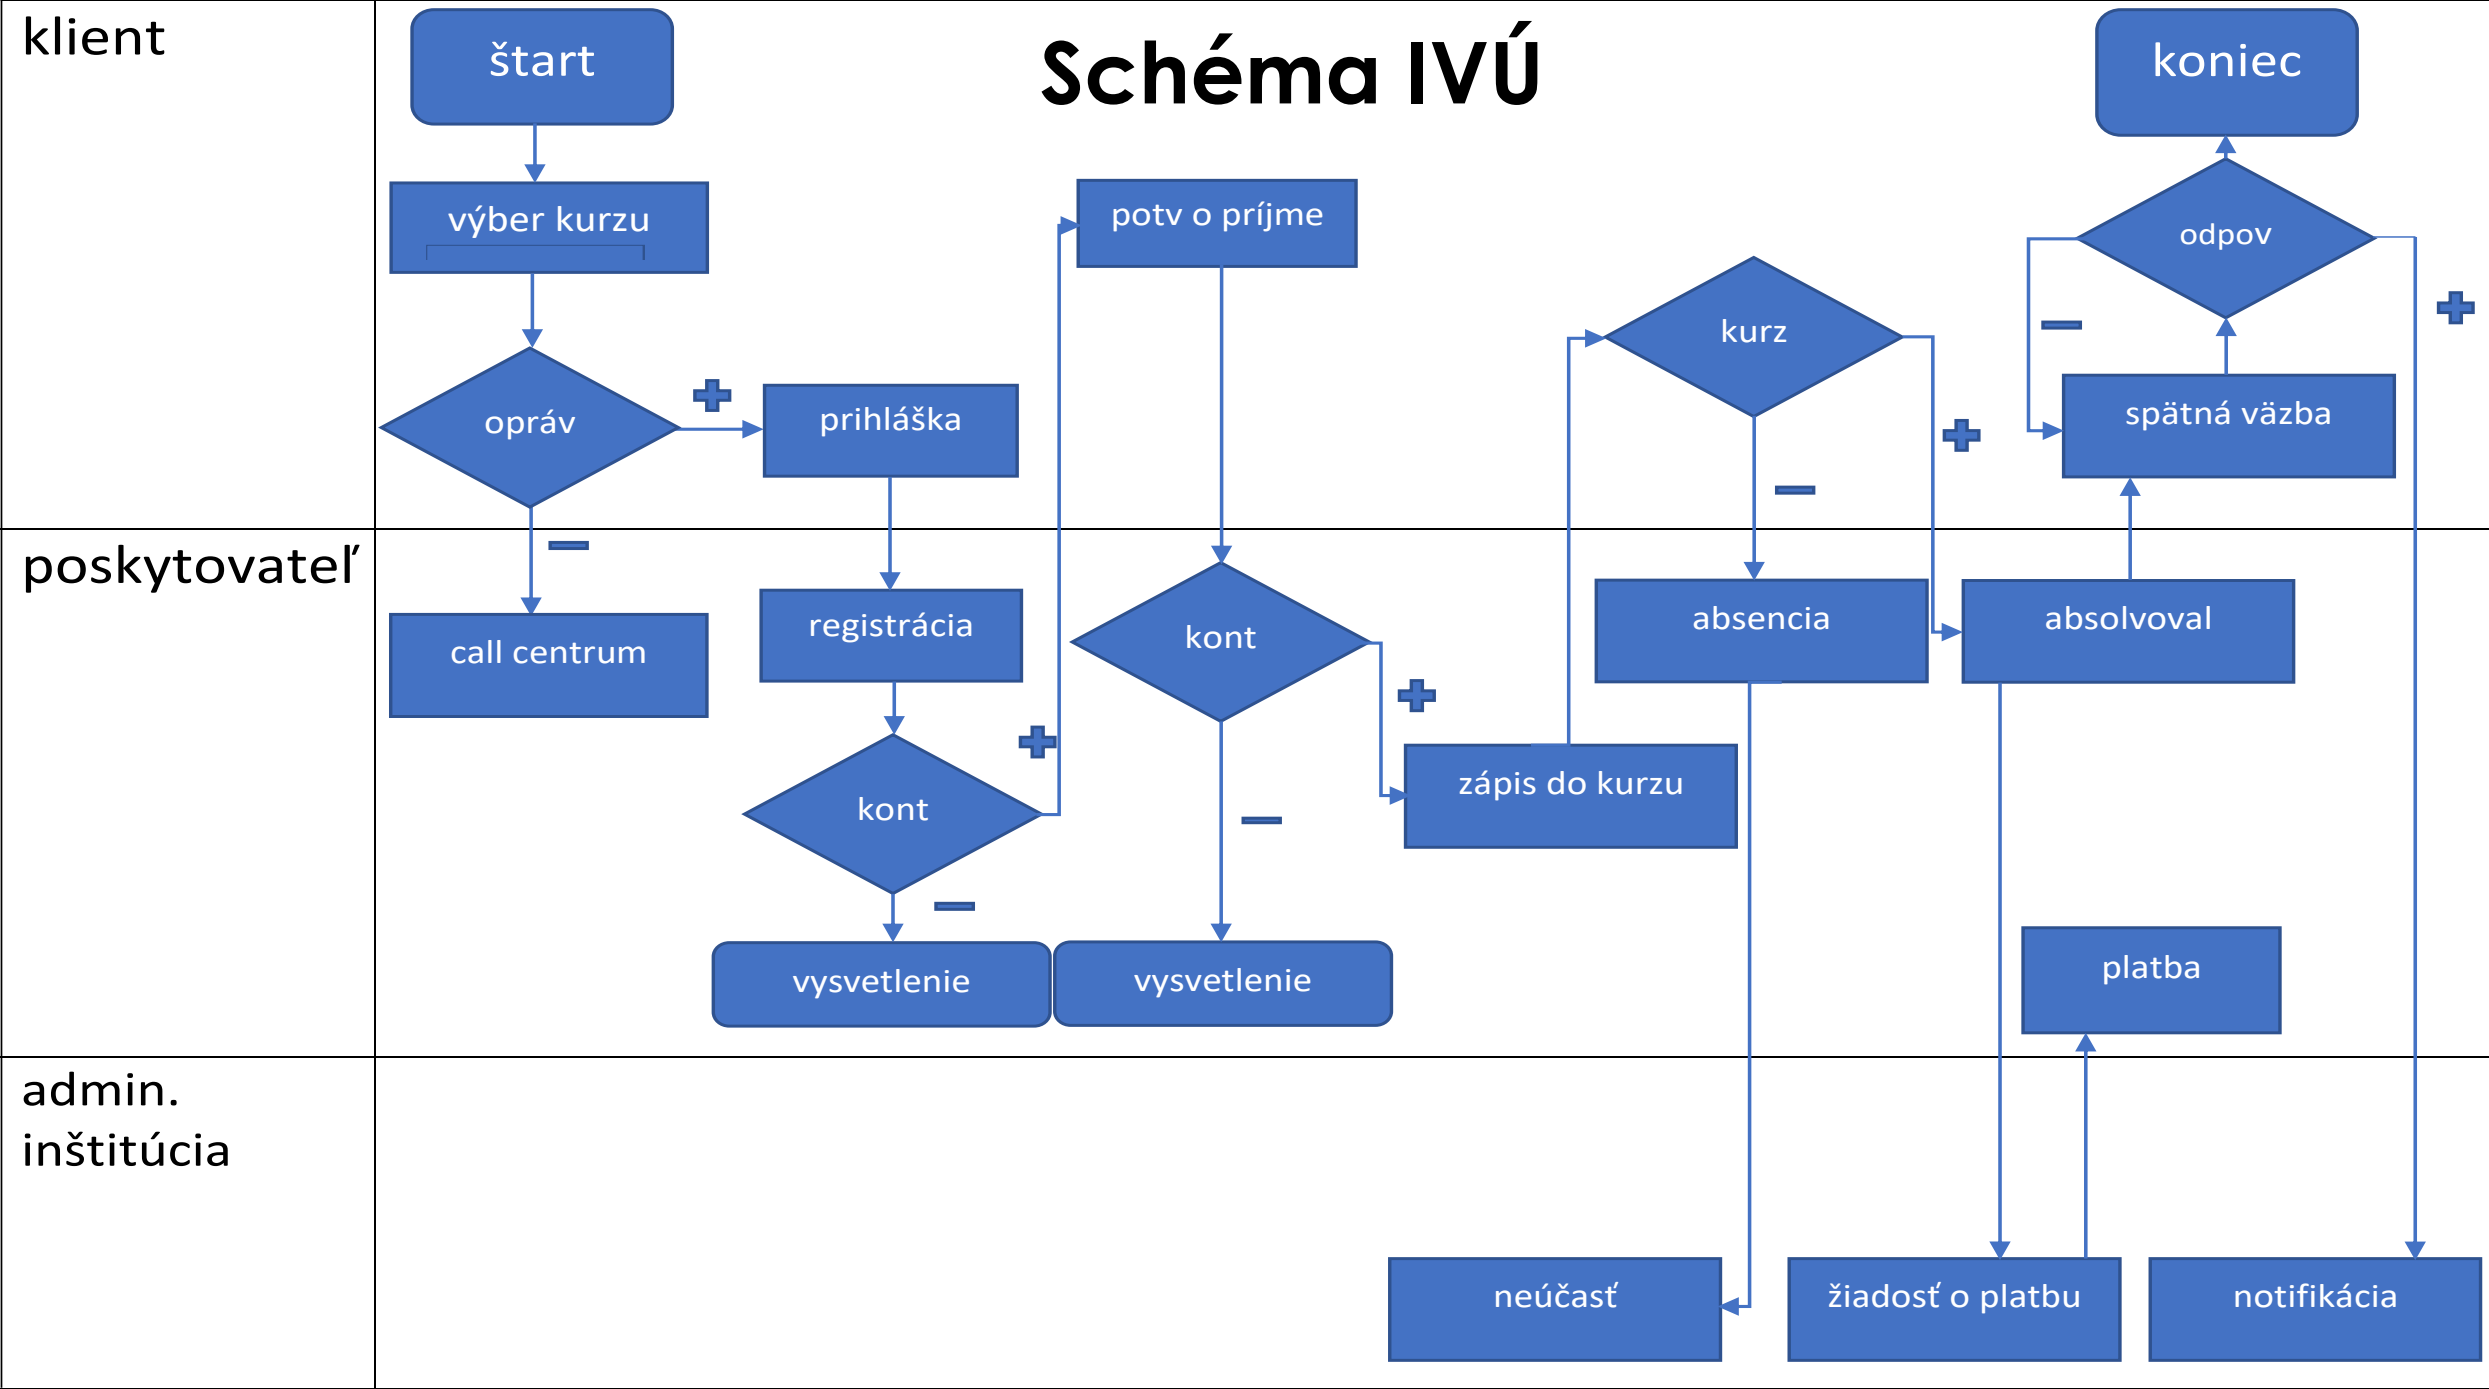 Schéma IVÚ
klient
štart
koniec
výber kurzu
potv o príjme
odpov
kurz
opráv
prihláška
spätná väzba
poskytovateľ
call centrum
registrácia
kont
absencia
absolvoval
kont
zápis do kurzu
vysvetlenie
vysvetlenie
platba
admin.
inštitúcia
neúčasť
žiadosť o platbu
notifikácia